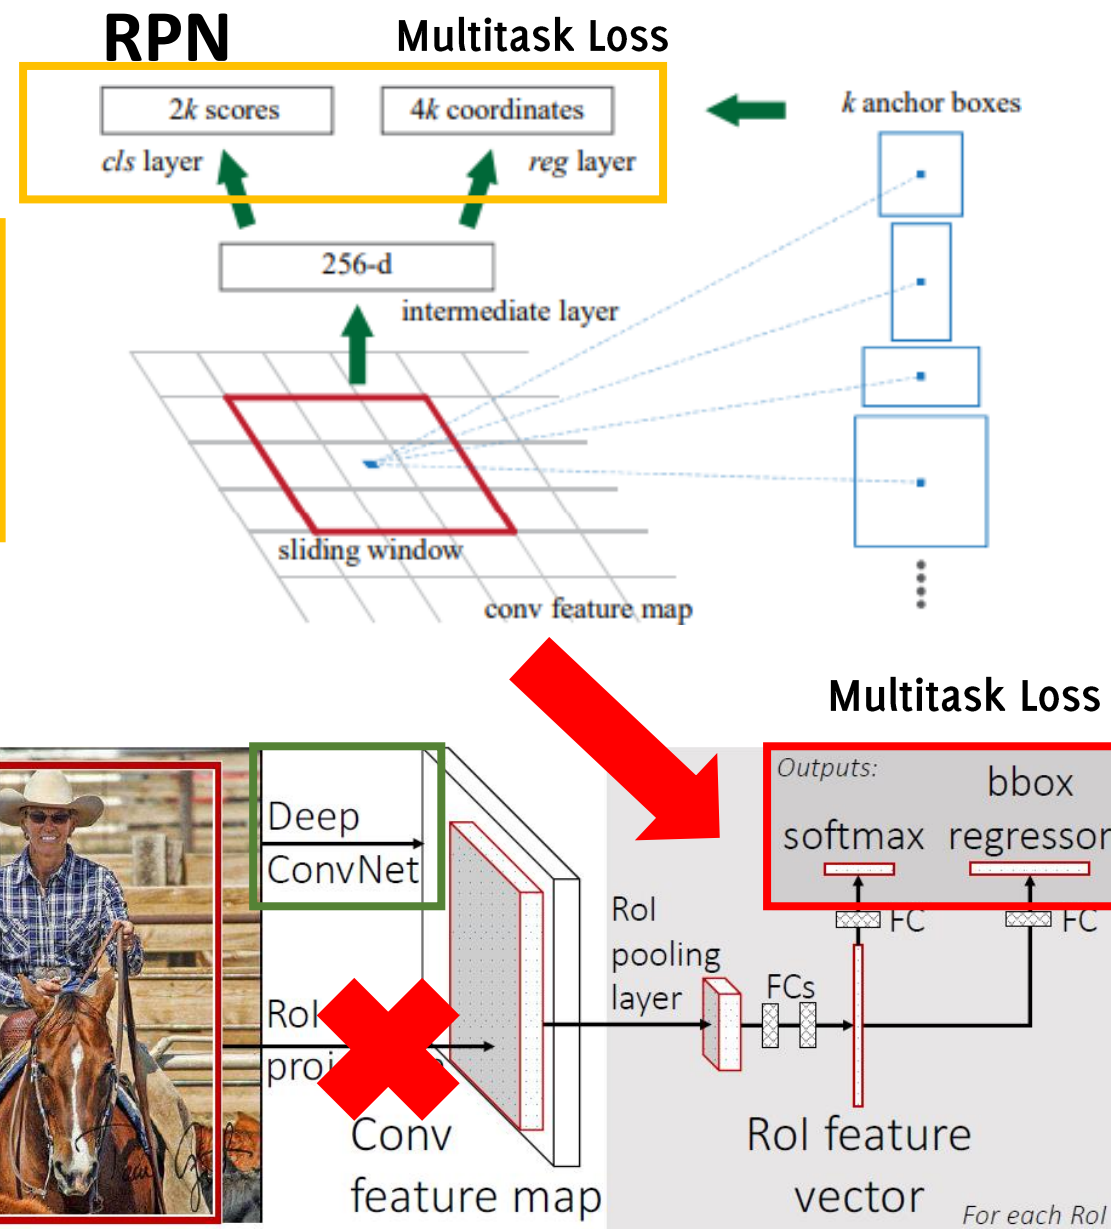 RPN
Multitask Loss
2k scores
4k coordinates
k anchor boxes
cls layer
reg layer
256-d
intermediate layer
sliding window
conv feature map
Multitask Loss
Outputs:
bbox
softmax
regressor
Deep
ConvNet
FC
FC
RoI
pooling
layer
FCs
RoI
Conv
feature map
RoI feature
vector
For each RoI